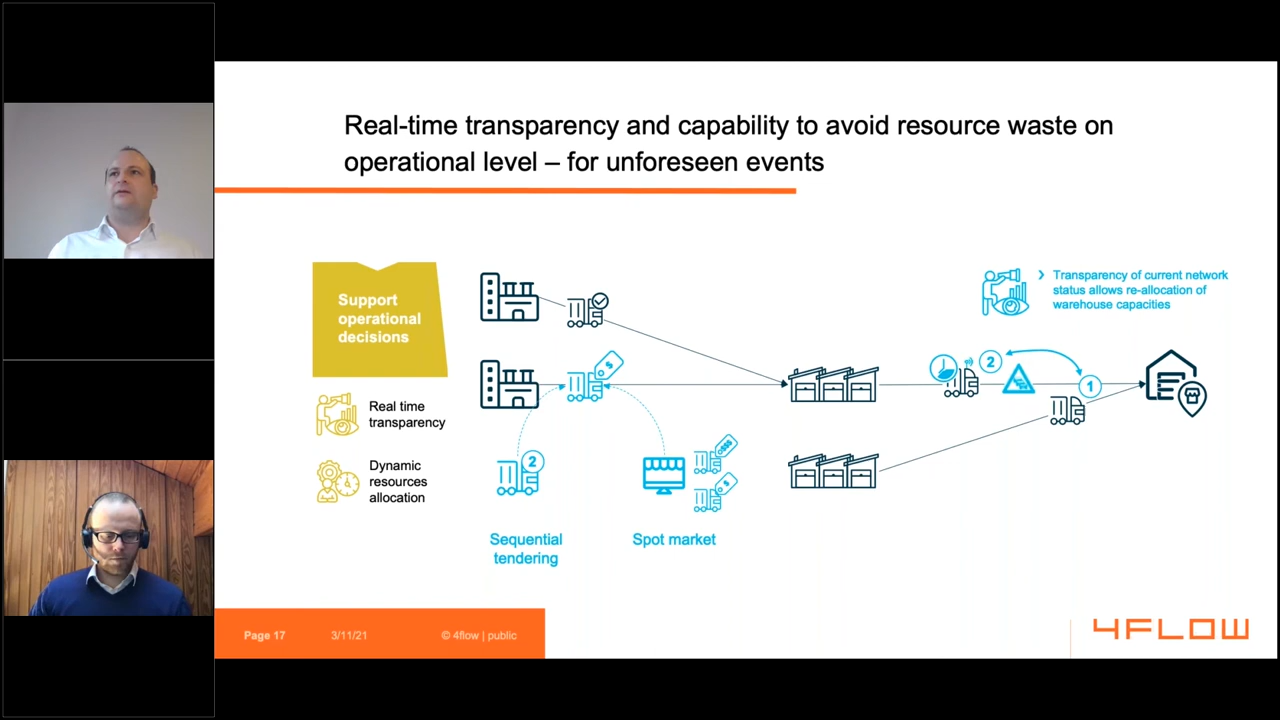 Real-time transparency and capability to avoid resource waste on
operational level – for unforeseen events
Support
operational
decisions
Real time
transparency
Dynamic
resources
allocation
2
Sequential
tendering
$
$$$
$
Spot market
› Transparency of current network
status allows re-allocation of
warehouse capacities
2
1
Page 17 3/11/21 © 4flow | public
4FLOW